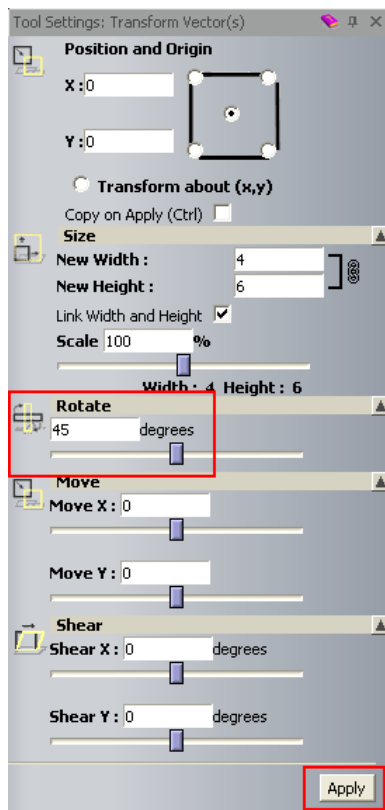 Tool Settings: Transform Vector(s)
Position and Origin
X : 0
Y : 0
Transform about (x,y)
Copy on Apply (Ctrl)
Size
New Width : 4
New Height : 6
Link Width and Height
Scale 100 %
Width : 4 Height : 6
Rotate
45 degrees
Move
Move X : 0
Move Y : 0
Shear
Shear X : 0 degrees
Shear Y : 0 degrees
Apply